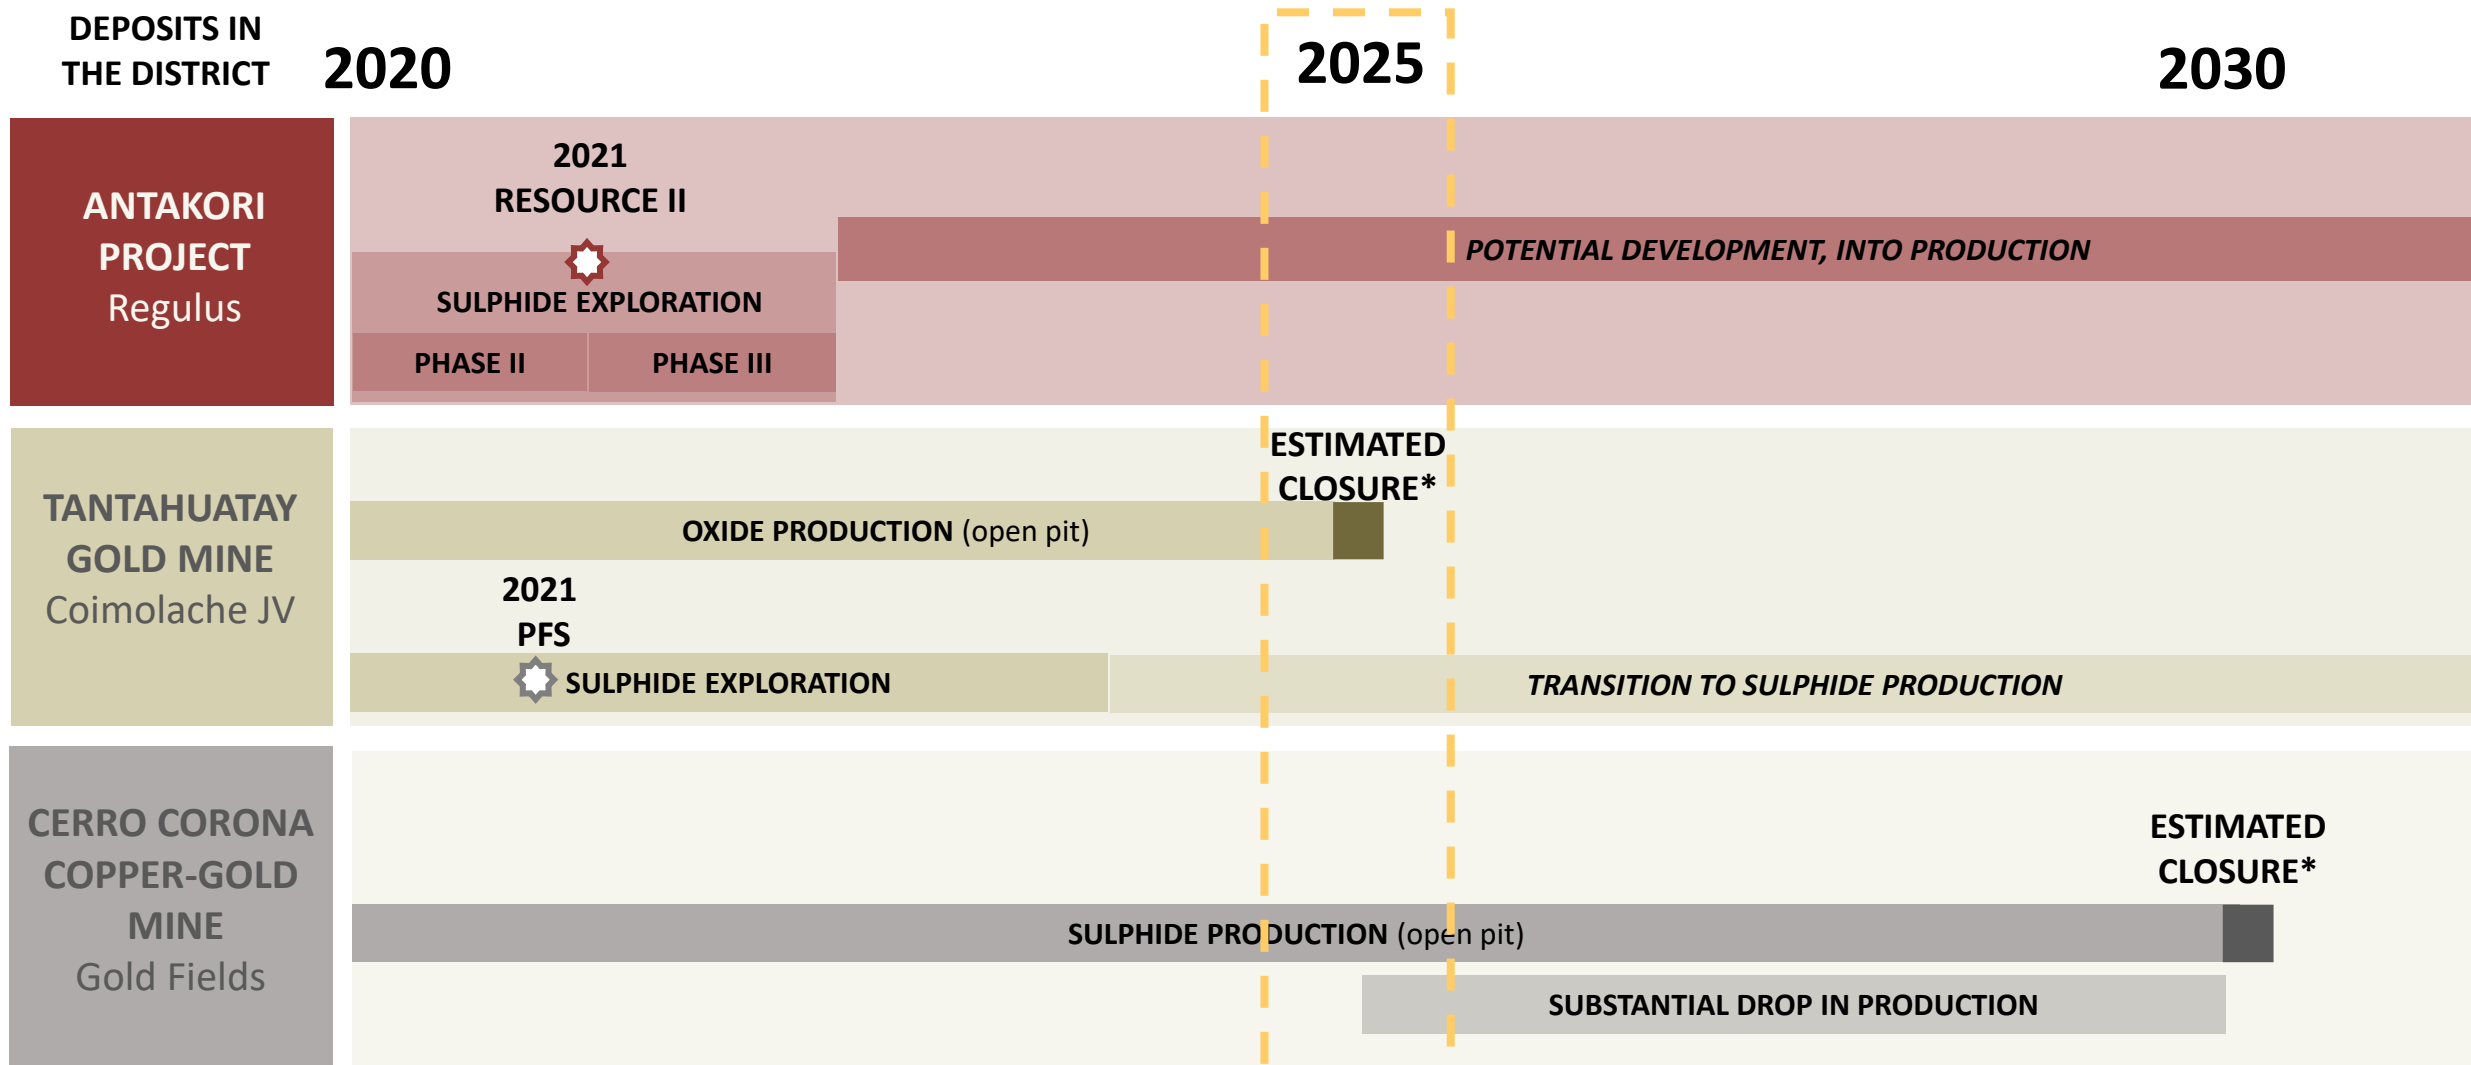 DEPOSITS IN
THE DISTRICT
2020
2025
2030
ANTAKORI
PROJECT
Regulus
2021
RESOURCE II
SULPHIDE EXPLORATION
PHASE II
PHASE III
POTENTIAL DEVELOPMENT, INTO PRODUCTION
TANTAHUATAY
GOLD MINE
Coimolache JV
ESTIMATED
CLOSURE*
OXIDE PRODUCTION (open pit)
2021
PFS
SULPHIDE EXPLORATION
TRANSITION TO SULPHIDE PRODUCTION
CERRO CORONA
COPPER-GOLD
MINE
Gold Fields
ESTIMATED
CLOSURE*
SULPHIDE PRODUCTION (open pit)
SUBSTANTIAL DROP IN PRODUCTION